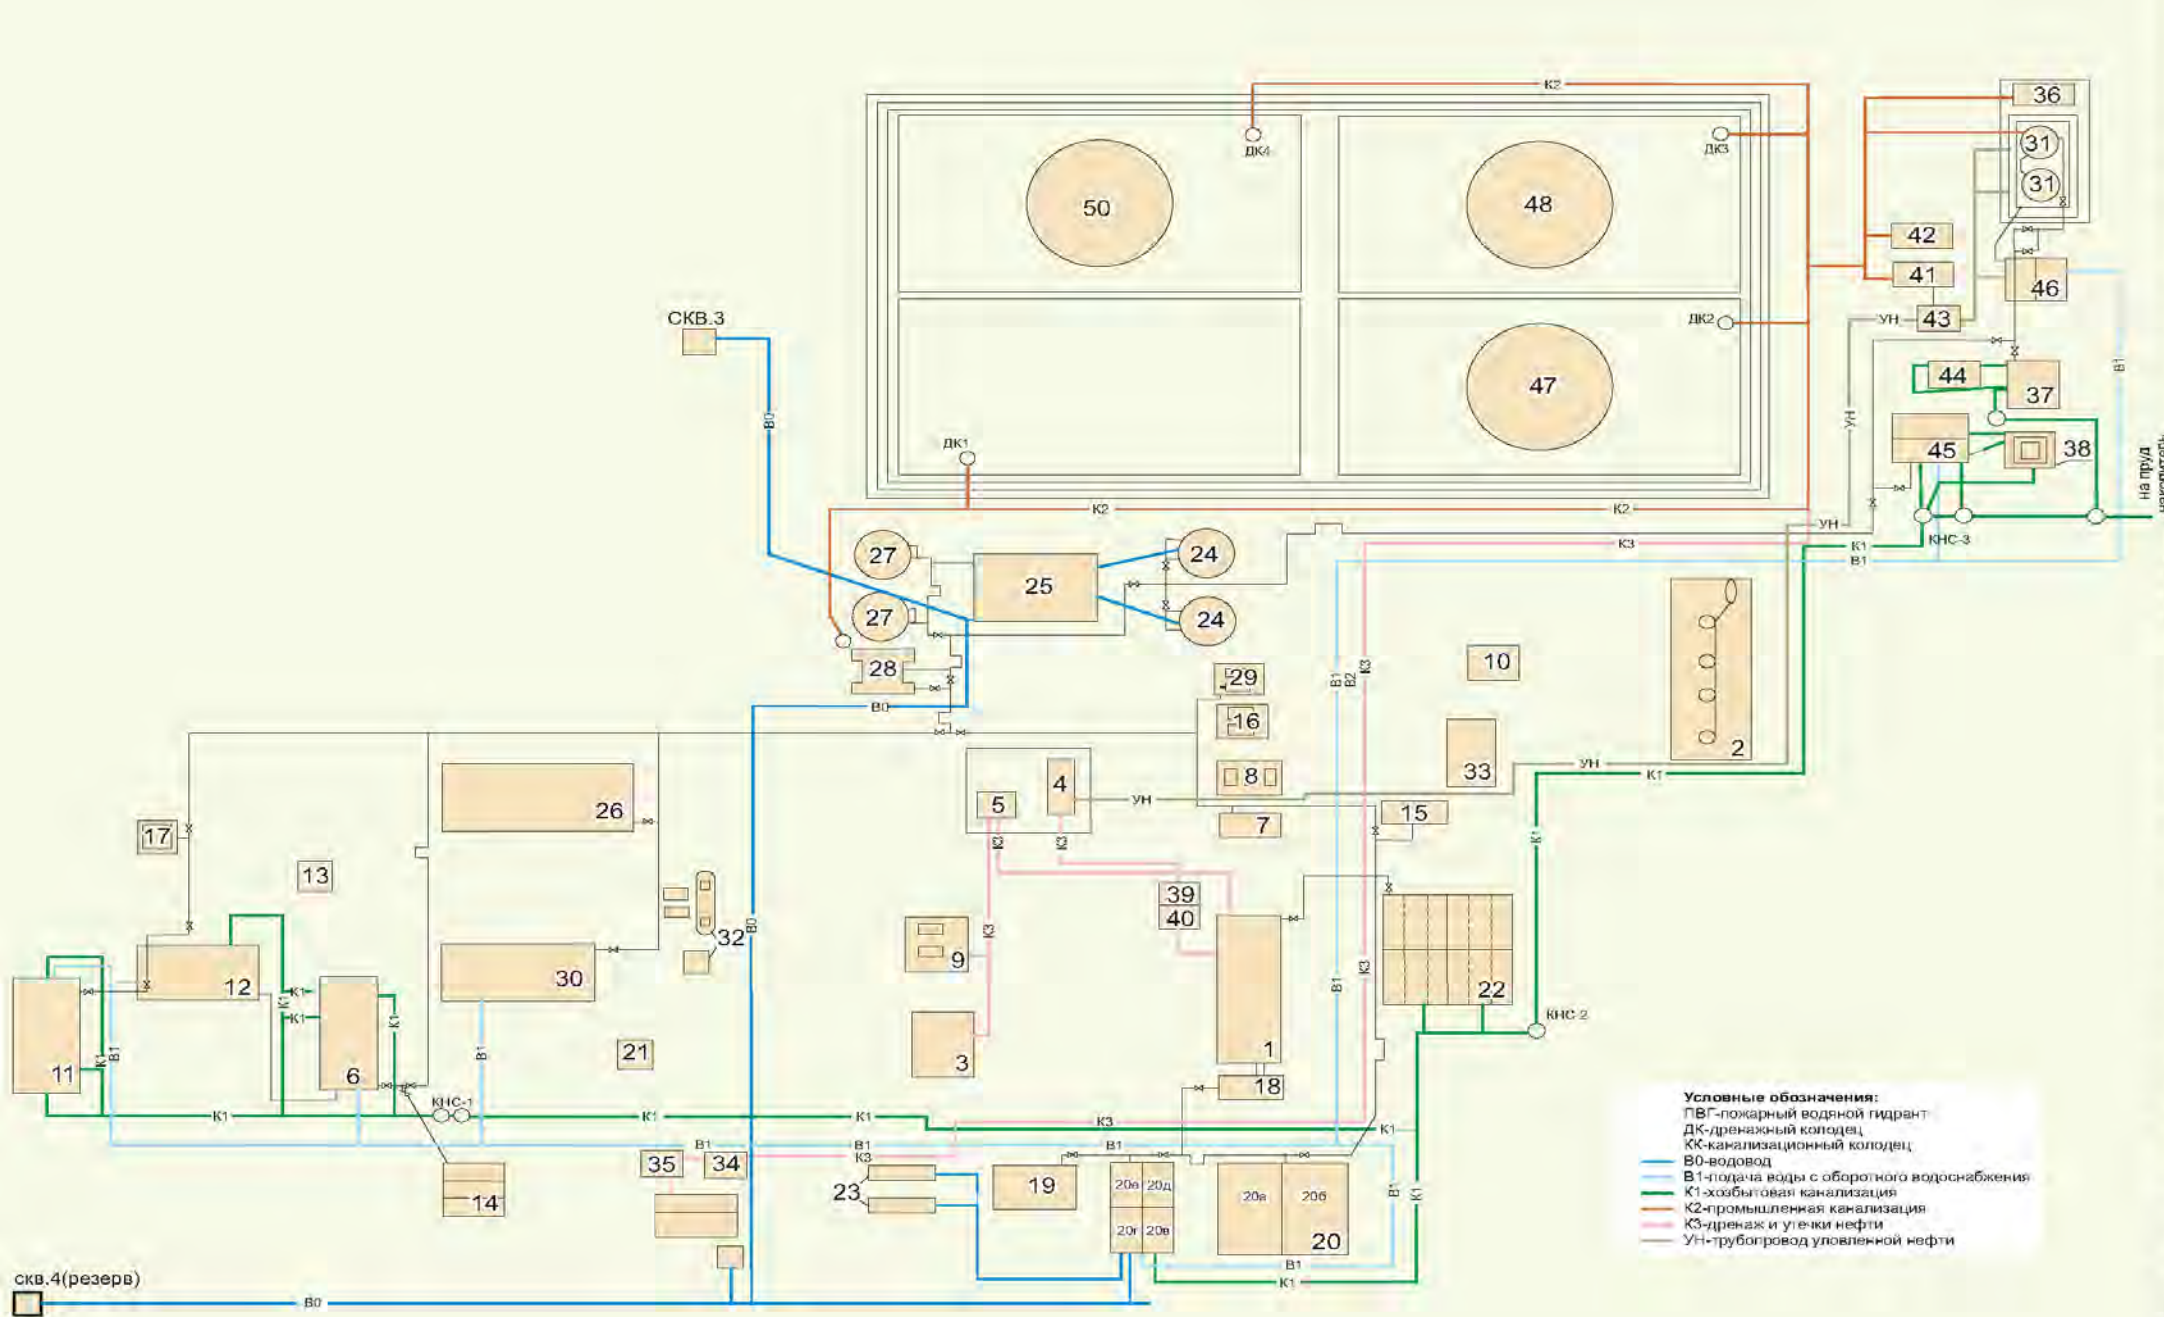 К2
36
ДК4
ДК3
31
50
48
31
42
41
46
СКВ.3
ДК2
УН
43
В1
44
47
37
В0
УН
ДК1
45
38
на пруд
К2
К2
УН
КНС-3
27
24
К3
К1
В1
25
27
24
28
10
29
В1
В2
К3
В0
16
2
33
УН
К1
4
8
26
5
УН
15
17
7
К3
К3
К1
13
39
40
32
В0
9
К3
12
30
К3
22
К1
К1
К1
В1
КНС-2
11
К1
В1
6
В1
21
3
1
18
КНС-1
К1
К1
К1
К3
К1
В1
В1
В1
К3
35
34
14
23
19
20д
20а
20б
В1
К1
20г
20в
20
В1
К1
скв.4(резерв)
В0
Условные обозначения:
ПВГ-пожарный водяной гидрант
ДК-дренажный колодец
КК-канализационный колодец
В0-водовод
В1-подача воды с оборотного водоснабжения
К1-хозбытовая канализация
К2-промышленная канализация
К3-дренаж и утечки нефти
УН-трубопровод уловленной нефти